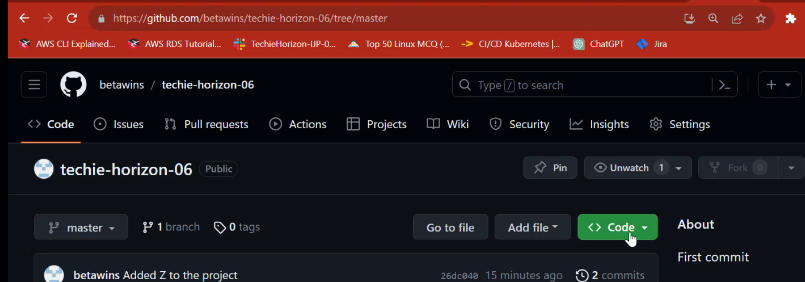 https://github.com/betawins/techie-horizon-06/tree/master
AWS CLI Explained... AWS RDS Tutorial... TechieHorizon-IJP-0... Top 50 Linux MCQ (... CI/CD Kubernetes |... ChatGPT Jira
betawins / techie-horizon-06 Type / to search
Code Issues Pull requests Actions Projects Wiki Security Insights Settings
techie-horizon-06 Public Pin Unwatch 1 Fork 0
master 1 branch 0 tags Go to file Add file Code About
First commit
betawins Added Z to the project 26dc040 15 minutes ago 2 commits